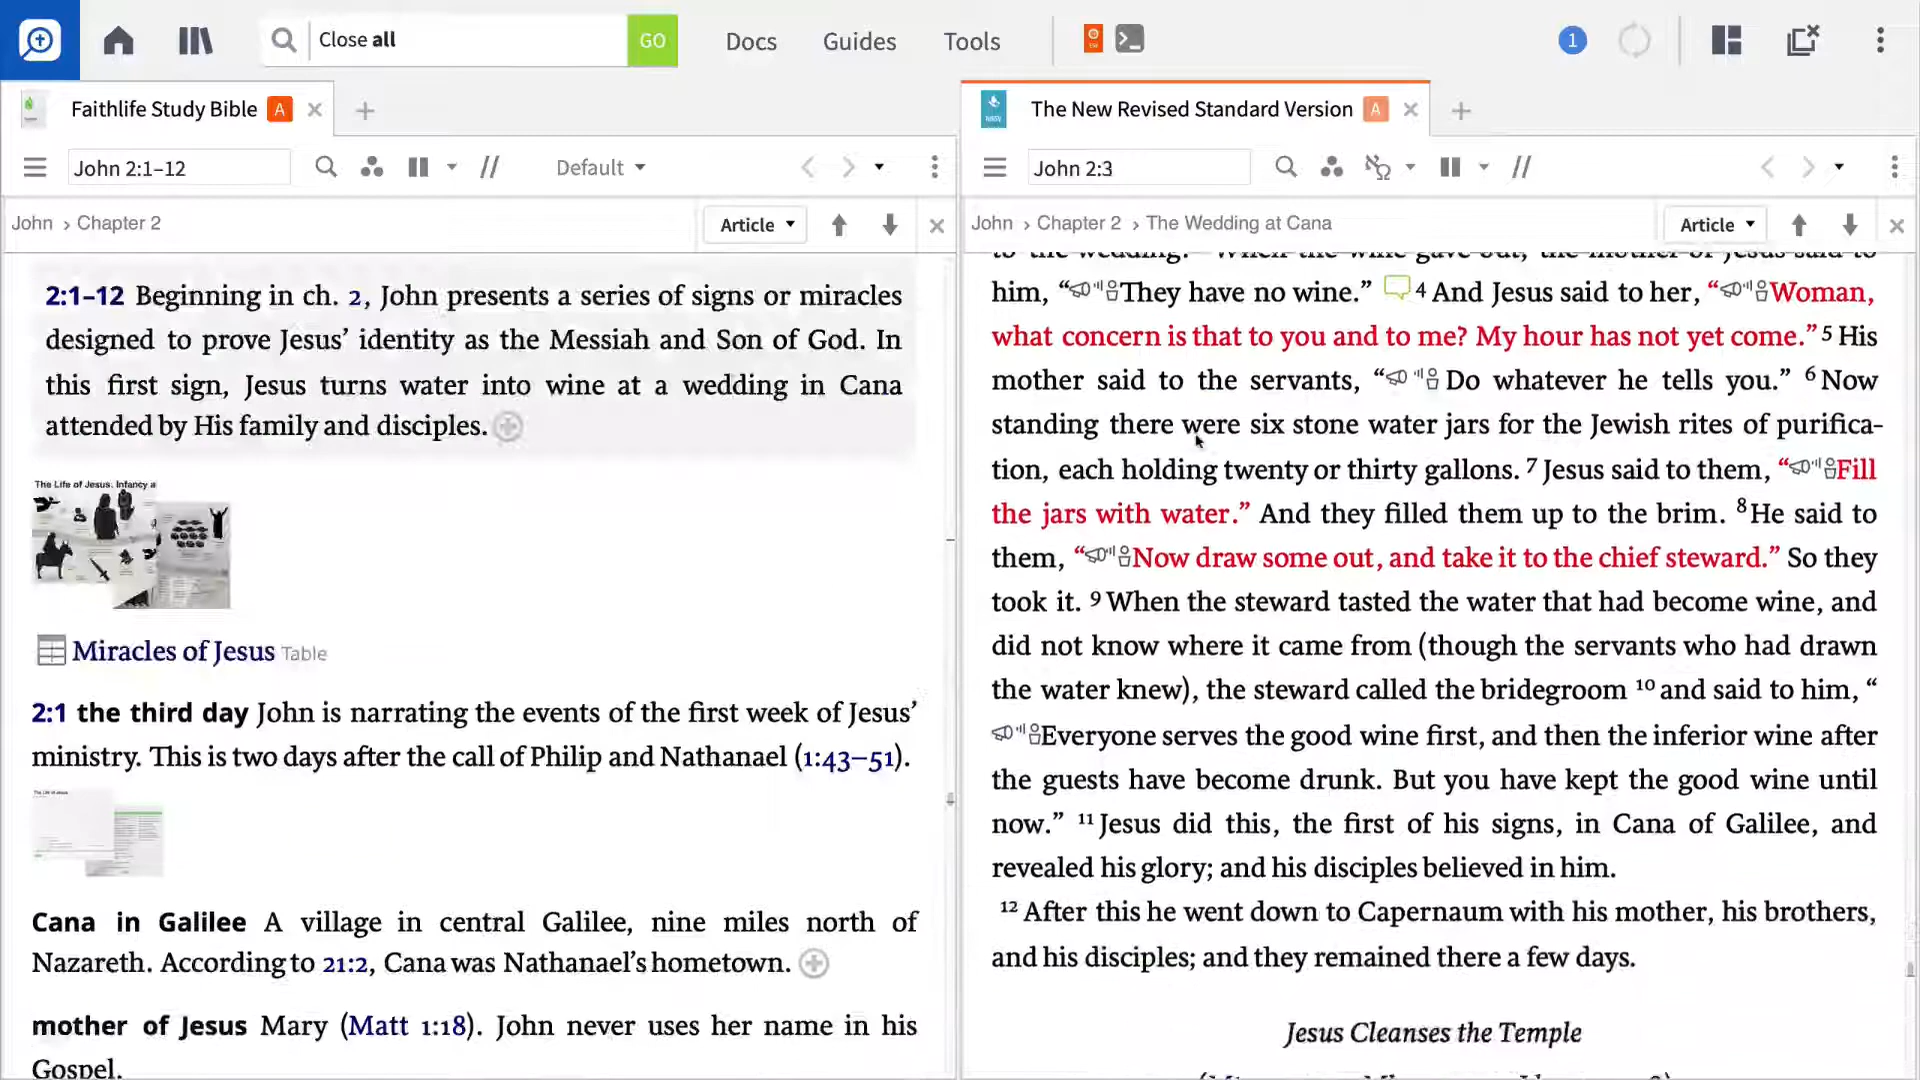 Close all
GO
Docs
Guides
Tools
1
Faithlife Study Bible A
The New Revised Standard Version A
John 2:1–12
Default
John 2:3
John › Chapter 2
Article
John › Chapter 2 › The Wedding at Cana
Article
2:1–12 Beginning in ch. 2, John presents a series of signs or miracles
designed to prove Jesus’ identity as the Messiah and Son of God. In
this first sign, Jesus turns water into wine at a wedding in Cana
attended by His family and disciples.
The Life of Jesus: Infancy a
Miracles of Jesus Table
2:1 the third day John is narrating the events of the first week of Jesus’
ministry. This is two days after the call of Philip and Nathanael (1:43–51).
Cana in Galilee A village in central Galilee, nine miles north of
Nazareth. According to 21:2, Cana was Nathanael’s hometown.
mother of Jesus Mary (Matt 1:18). John never uses her name in his
Gospel.
to the wedding. When the wine gave out, the mother of Jesus said to
him, “They have no wine.” 4 And Jesus said to her, “Woman,
what concern is that to you and to me? My hour has not yet come.” 5 His
mother said to the servants, “Do whatever he tells you.” 6 Now
standing there were six stone water jars for the Jewish rites of purifica-
tion, each holding twenty or thirty gallons. 7 Jesus said to them, “Fill
the jars with water.” And they filled them up to the brim. 8 He said to
them, “Now draw some out, and take it to the chief steward.” So they
took it. 9 When the steward tasted the water that had become wine, and
did not know where it came from (though the servants who had drawn
the water knew), the steward called the bridegroom 10 and said to him, “
Everyone serves the good wine first, and then the inferior wine after
the guests have become drunk. But you have kept the good wine until
now.” 11 Jesus did this, the first of his signs, in Cana of Galilee, and
revealed his glory; and his disciples believed in him.
12 After this he went down to Capernaum with his mother, his brothers,
and his disciples; and they remained there a few days.
Jesus Cleanses the Temple